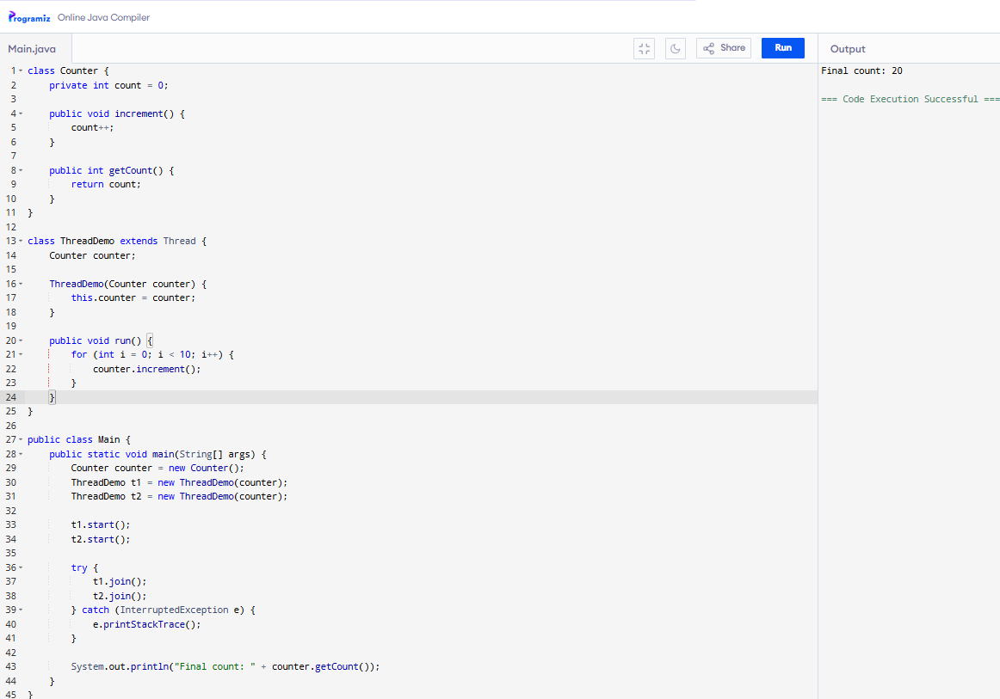 Programiz Online Java Compiler
Main.java
Share
Run
Output
1 class Counter {
2     private int count = 0;
3
4     public void increment() {
5         count++;
6     }
7
8     public int getCount() {
9         return count;
10     }
11 }
12
13 class ThreadDemo extends Thread {
14     Counter counter;
15
16     ThreadDemo(Counter counter) {
17         this.counter = counter;
18     }
19
20     public void run() {
21         for (int i = 0; i < 10; i++) {
22             counter.increment();
23         }
24     }
25 }
26
27 public class Main {
28     public static void main(String[] args) {
29         Counter counter = new Counter();
30         ThreadDemo t1 = new ThreadDemo(counter);
31         ThreadDemo t2 = new ThreadDemo(counter);
32
33         t1.start();
34         t2.start();
35
36         try {
37             t1.join();
38             t2.join();
39         } catch (InterruptedException e) {
40             e.printStackTrace();
41         }
42
43         System.out.println("Final count: " + counter.getCount());
44     }
45 }
Final count: 20
=== Code Execution Successful ===